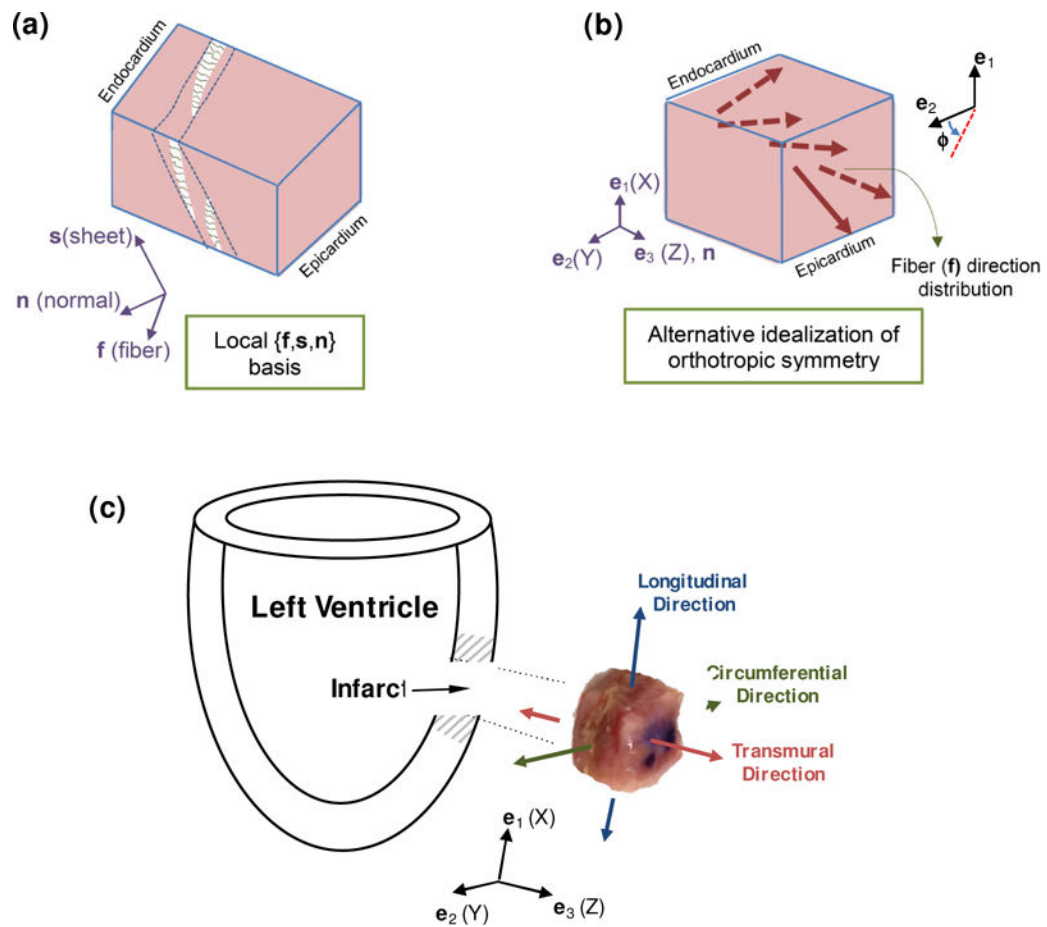 (a)
Endocardium
Epicardium
s(sheet)
n (normal)
f (fiber)
Local {f,s,n}
basis
(b)
Endocardium
e1
e2
ϕ
e1(X)
e2(Y)
e3 (Z), n
Epicardium
Fiber (f) direction
distribution
Alternative idealization of
orthotropic symmetry
(c)
Left Ventricle
Infarct
Longitudinal
Direction
Circumferential
Direction
Transmural
Direction
e1 (X)
e2 (Y)
e3 (Z)